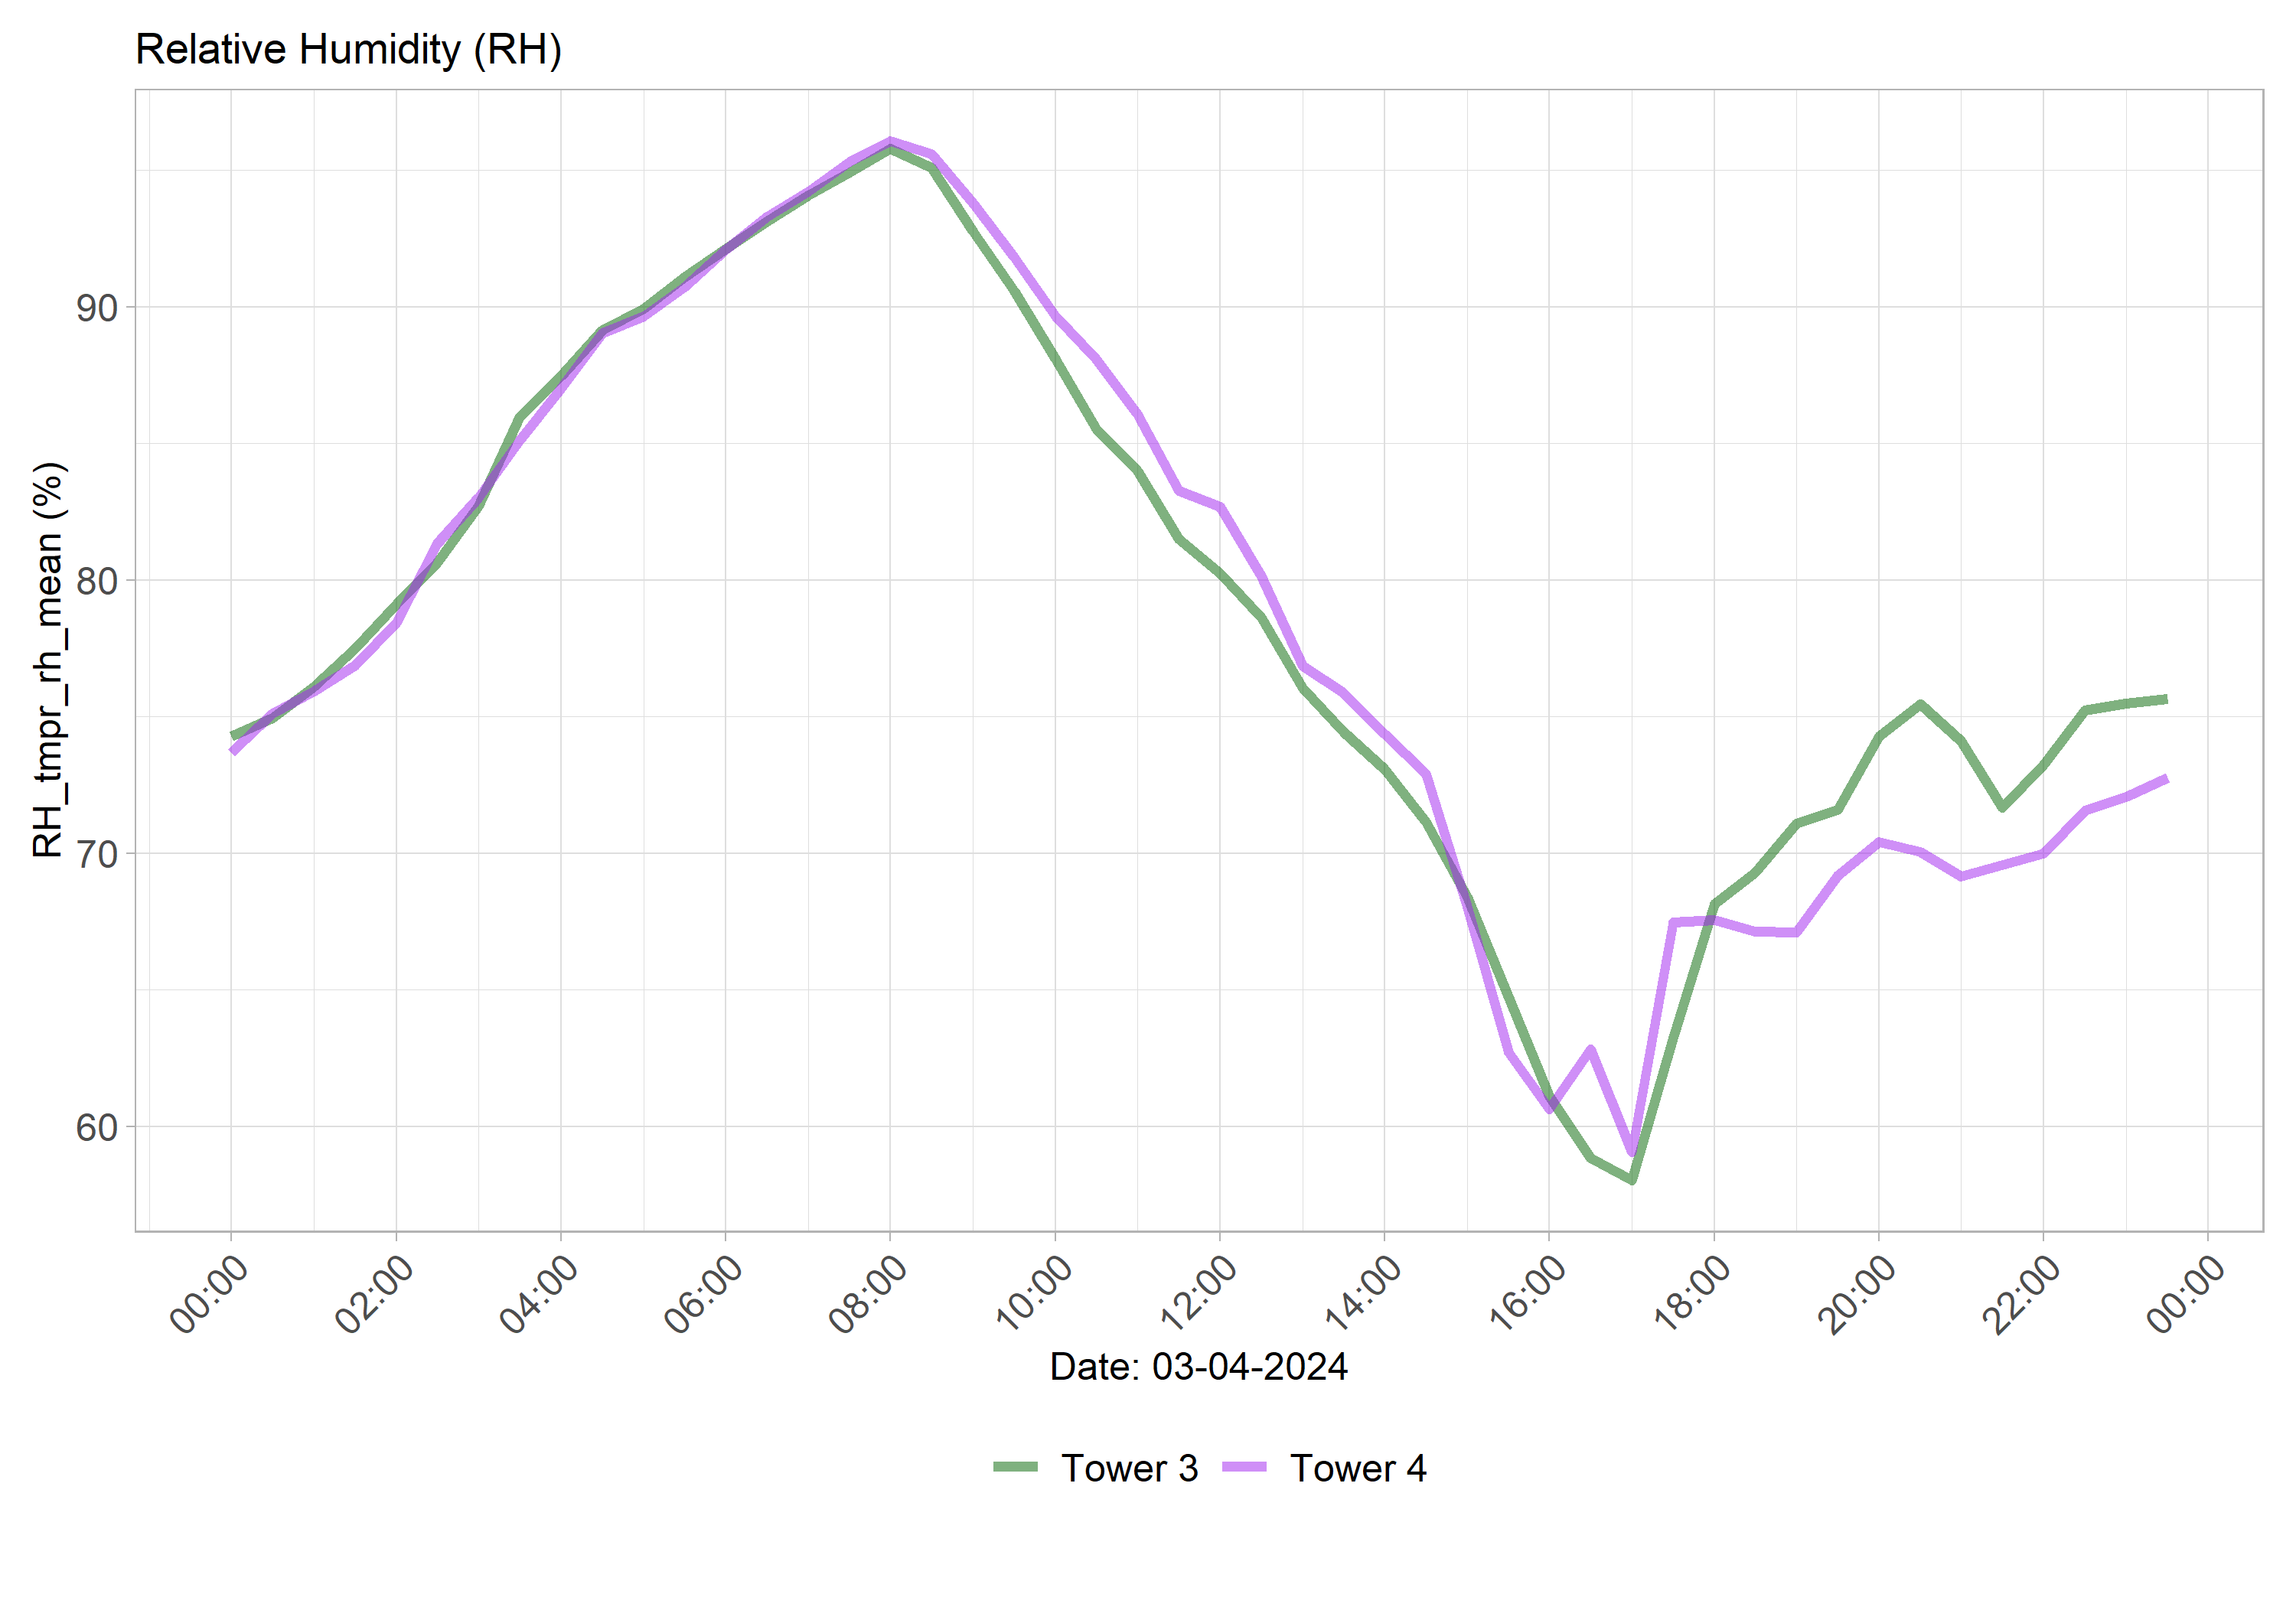 Relative Humidity (RH)
RH_tmpr_rh_mean (%)
90
80
70
60
00:00 02:00 04:00 06:00 08:00 10:00 12:00 14:00 16:00 18:00 20:00 22:00 00:00
Date: 03-04-2024
Tower 3 Tower 4